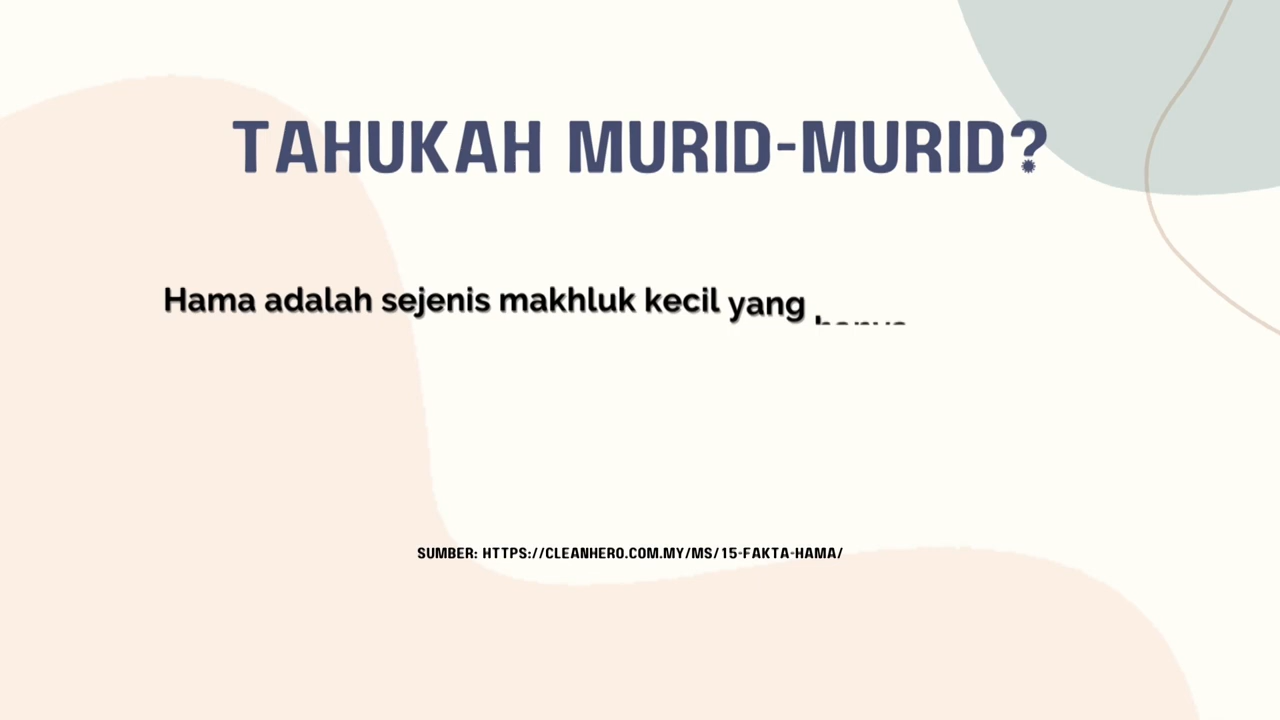 TAHUKAH MURID-MURID?
Hama adalah sejenis makhluk kecil yang
SUMBER: HTTPS://CLEANHERO.COM.MY/MS/15-FAKTA-HAMA/